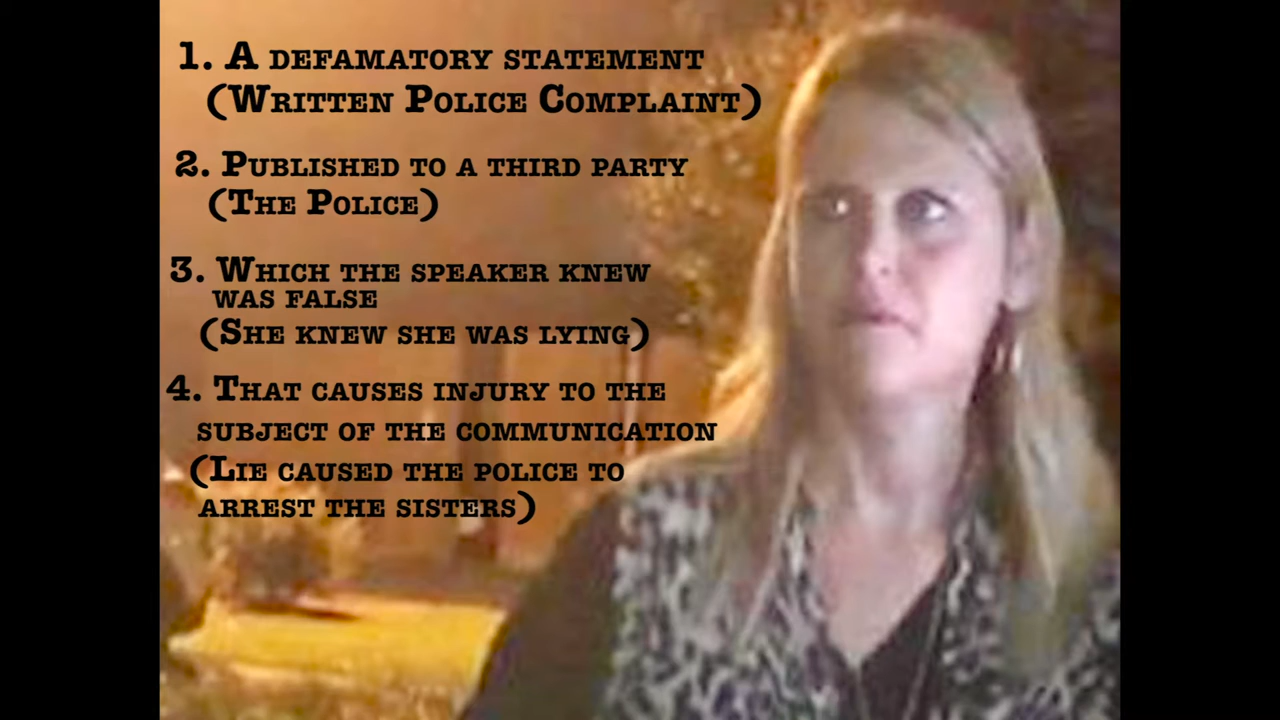 1. A DEFAMATORY STATEMENT
(WRITTEN POLICE COMPLAINT)
2. PUBLISHED TO A THIRD PARTY
(THE POLICE)
3. WHICH THE SPEAKER KNEW
WAS FALSE
(SHE KNEW SHE WAS LYING)
4. THAT CAUSES INJURY TO THE
SUBJECT OF THE COMMUNICATION
(LIE CAUSED THE POLICE TO
ARREST THE SISTERS)